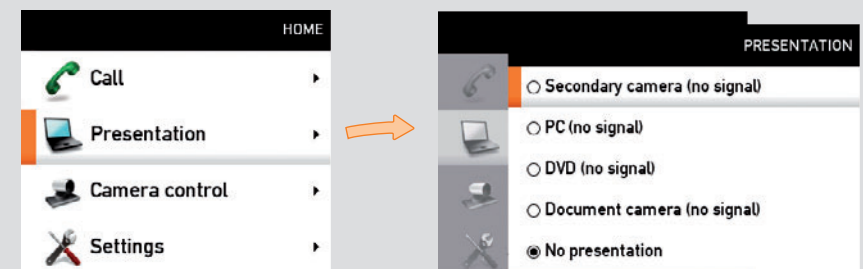 HOME
Call
Presentation
Camera control
Settings
PRESENTATION
Secondary camera (no signal)
PC (no signal)
DVD (no signal)
Document camera (no signal)
No presentation